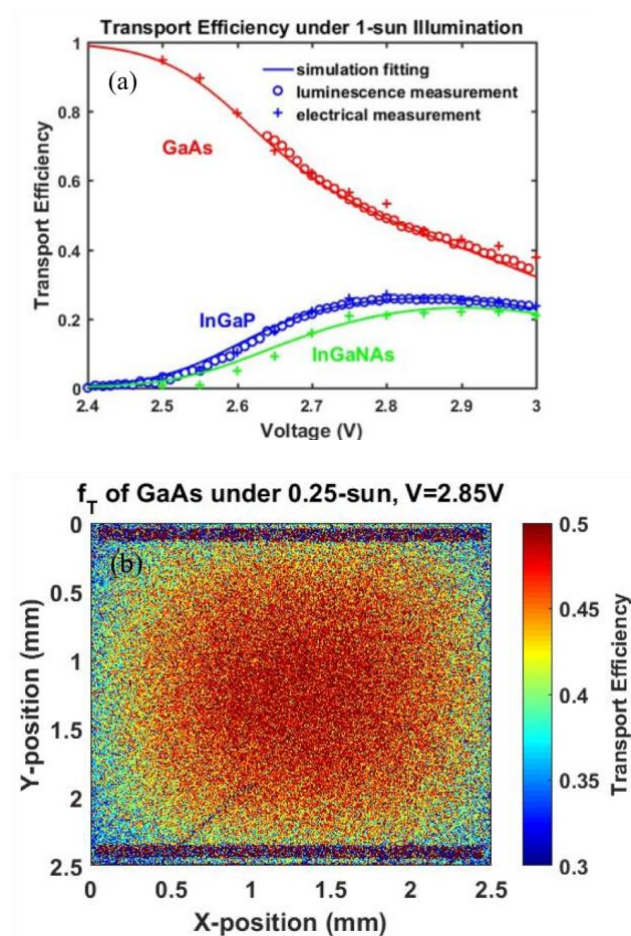 Transport Efficiency under 1-sun Illumination
(a)
simulation fitting
luminescence measurement
electrical measurement
GaAs
InGaP
InGaNAs
Transport Efficiency
1
0.8
0.6
0.4
0.2
0
2.4 2.5 2.6 2.7 2.8 2.9 3
Voltage (V)
f_T of GaAs under 0.25-sun, V=2.85V
(b)
Y-position (mm)
0
0.5
1
1.5
2
2.5
0 0.5 1 1.5 2 2.5
X-position (mm)
0.5
0.45
0.4
0.35
0.3
Transport Efficiency